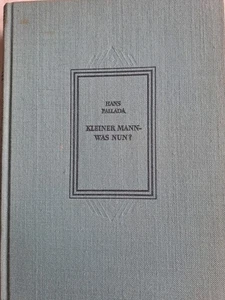 HANS
FALLADA
KLEINER MANN-
WAS NUN?